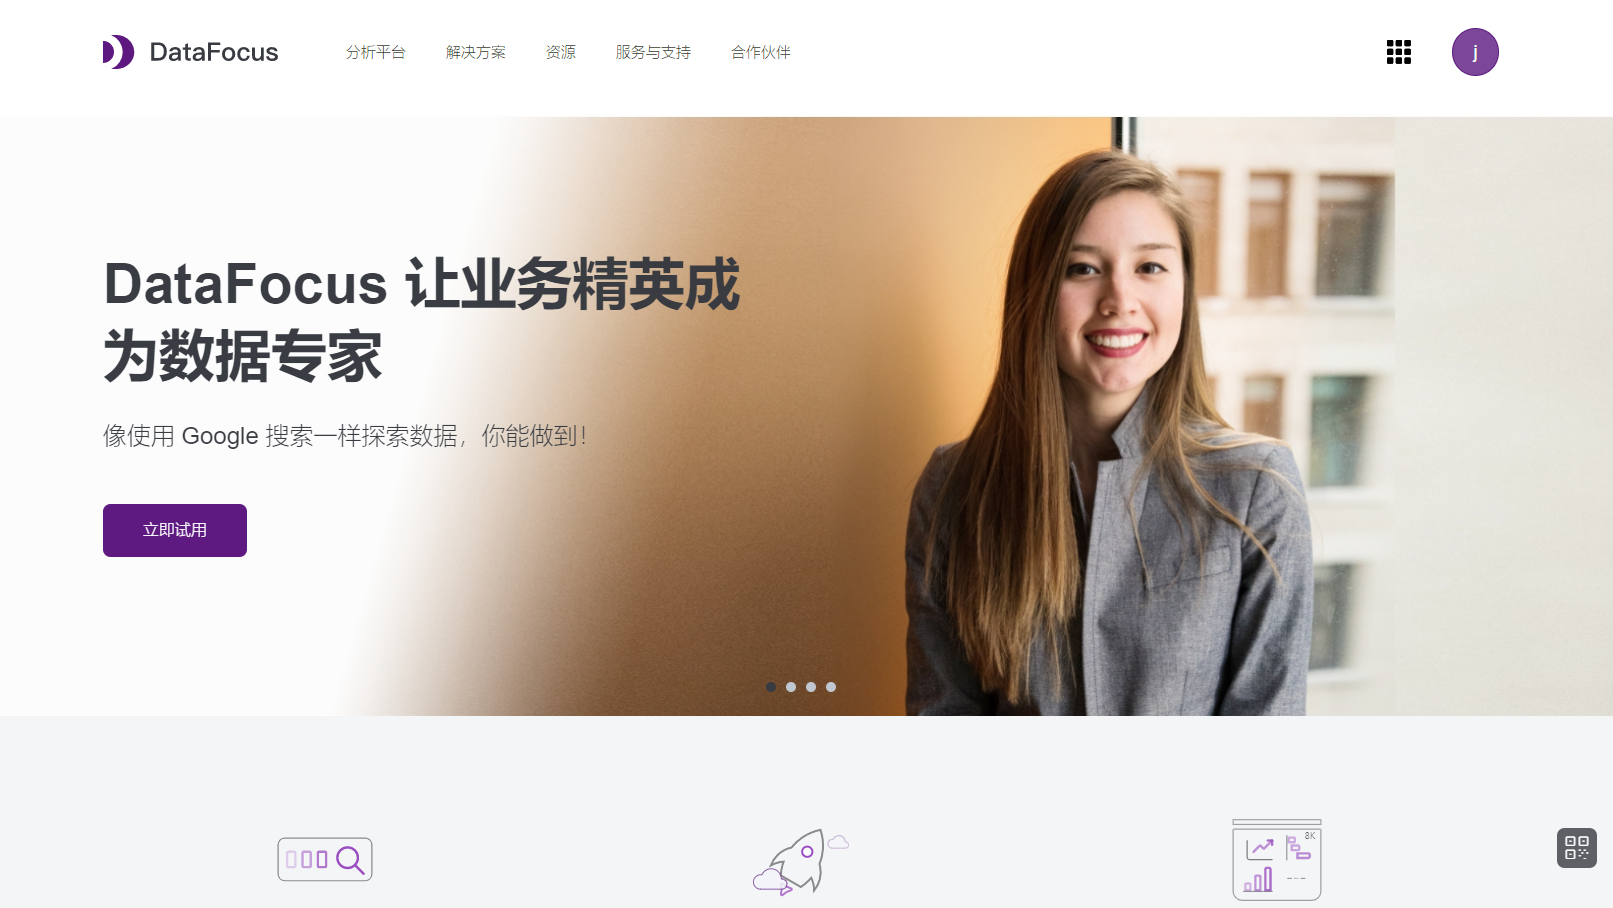 DataFocus
分析平台
解决方案
资源
服务与支持
合作伙伴
j
DataFocus 让业务精英成
为数据专家
像使用 Google 搜索一样探索数据，你能做到！
立即试用
8K